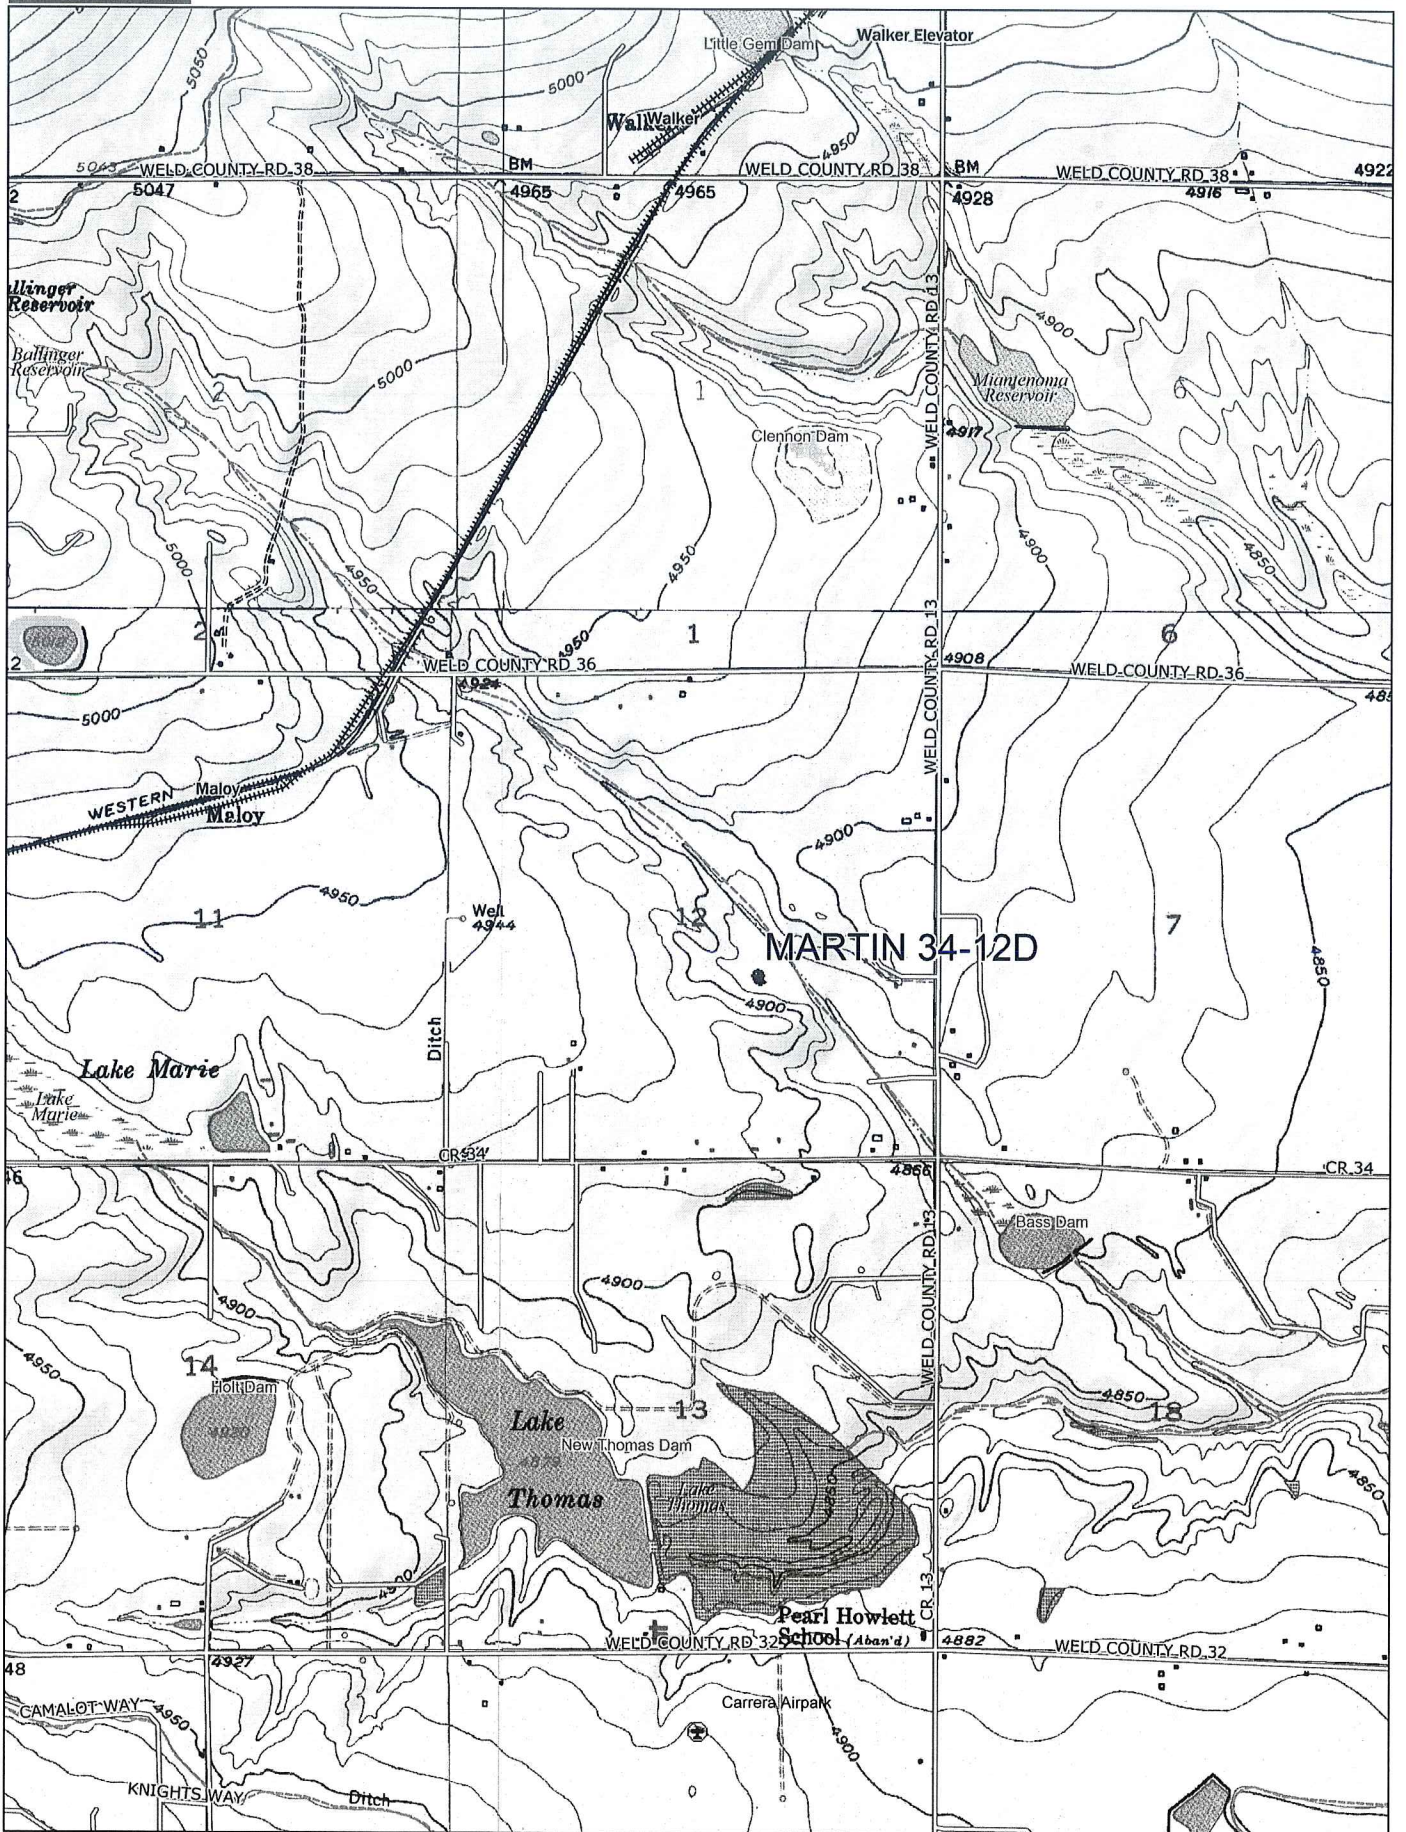 Little Gem Dam
Walker Elevator
5050
5000
Walker
4950
5043
WELD COUNTY RD 38
BM
WELD COUNTY RD 38
BM
WELD COUNTY RD 38
4922
2
5047
4965
4965
4928
4916
Ballinger
Reservoir
WELD COUNTY RD 13
4900
Ballinger
Reservoir
2
5000
1
Miantenoma
Reservoir
6
Clennon Dam
4917
5000
4950
4950
4900
4850
2
4950
1
WELD COUNTY RD 13
6
2
WELD COUNTY RD 36
4908
WELD COUNTY RD 36
4924
5000
WESTERN
Maloy
Maloy
4900
4950
11
Well
4944
12
7
MARTIN 34-12D
4850
4900
Ditch
Lake Marie
Lake
Marie
CR 34
4866
CR 34
WELD COUNTY RD 13
Bass Dam
4900
4900
4950
14
Holt Dam
4920
4850
18
13
Lake
New Thomas Dam
4879
Thomas
Lake
Thomas
4850
4850
4900
CR 13
Pearl Howlett
School (Aban'd)
WELD COUNTY RD 32
4882
WELD COUNTY RD 32
48
4927
CAMALOT WAY
4950
Carrera Airpark
4900
KNIGHTS WAY
Ditch